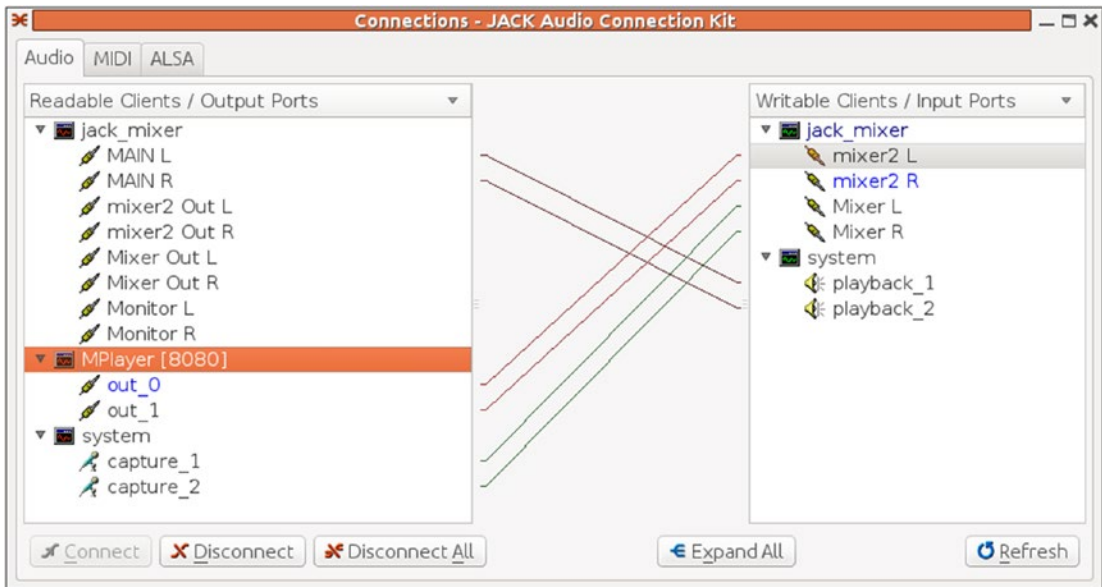 Connections - JACK Audio Connection Kit
Audio MIDI ALSA
Readable Clients / Output Ports
jack_mixer
MAIN L
MAIN R
mixer2 Out L
mixer2 Out R
Mixer Out L
Mixer Out R
Monitor L
Monitor R
MPlayer [8080]
out_0
out_1
system
capture_1
capture_2
Writable Clients / Input Ports
jack_mixer
mixer2 L
mixer2 R
Mixer L
Mixer R
system
playback_1
playback_2
Connect Disconnect Disconnect All Expand All Refresh